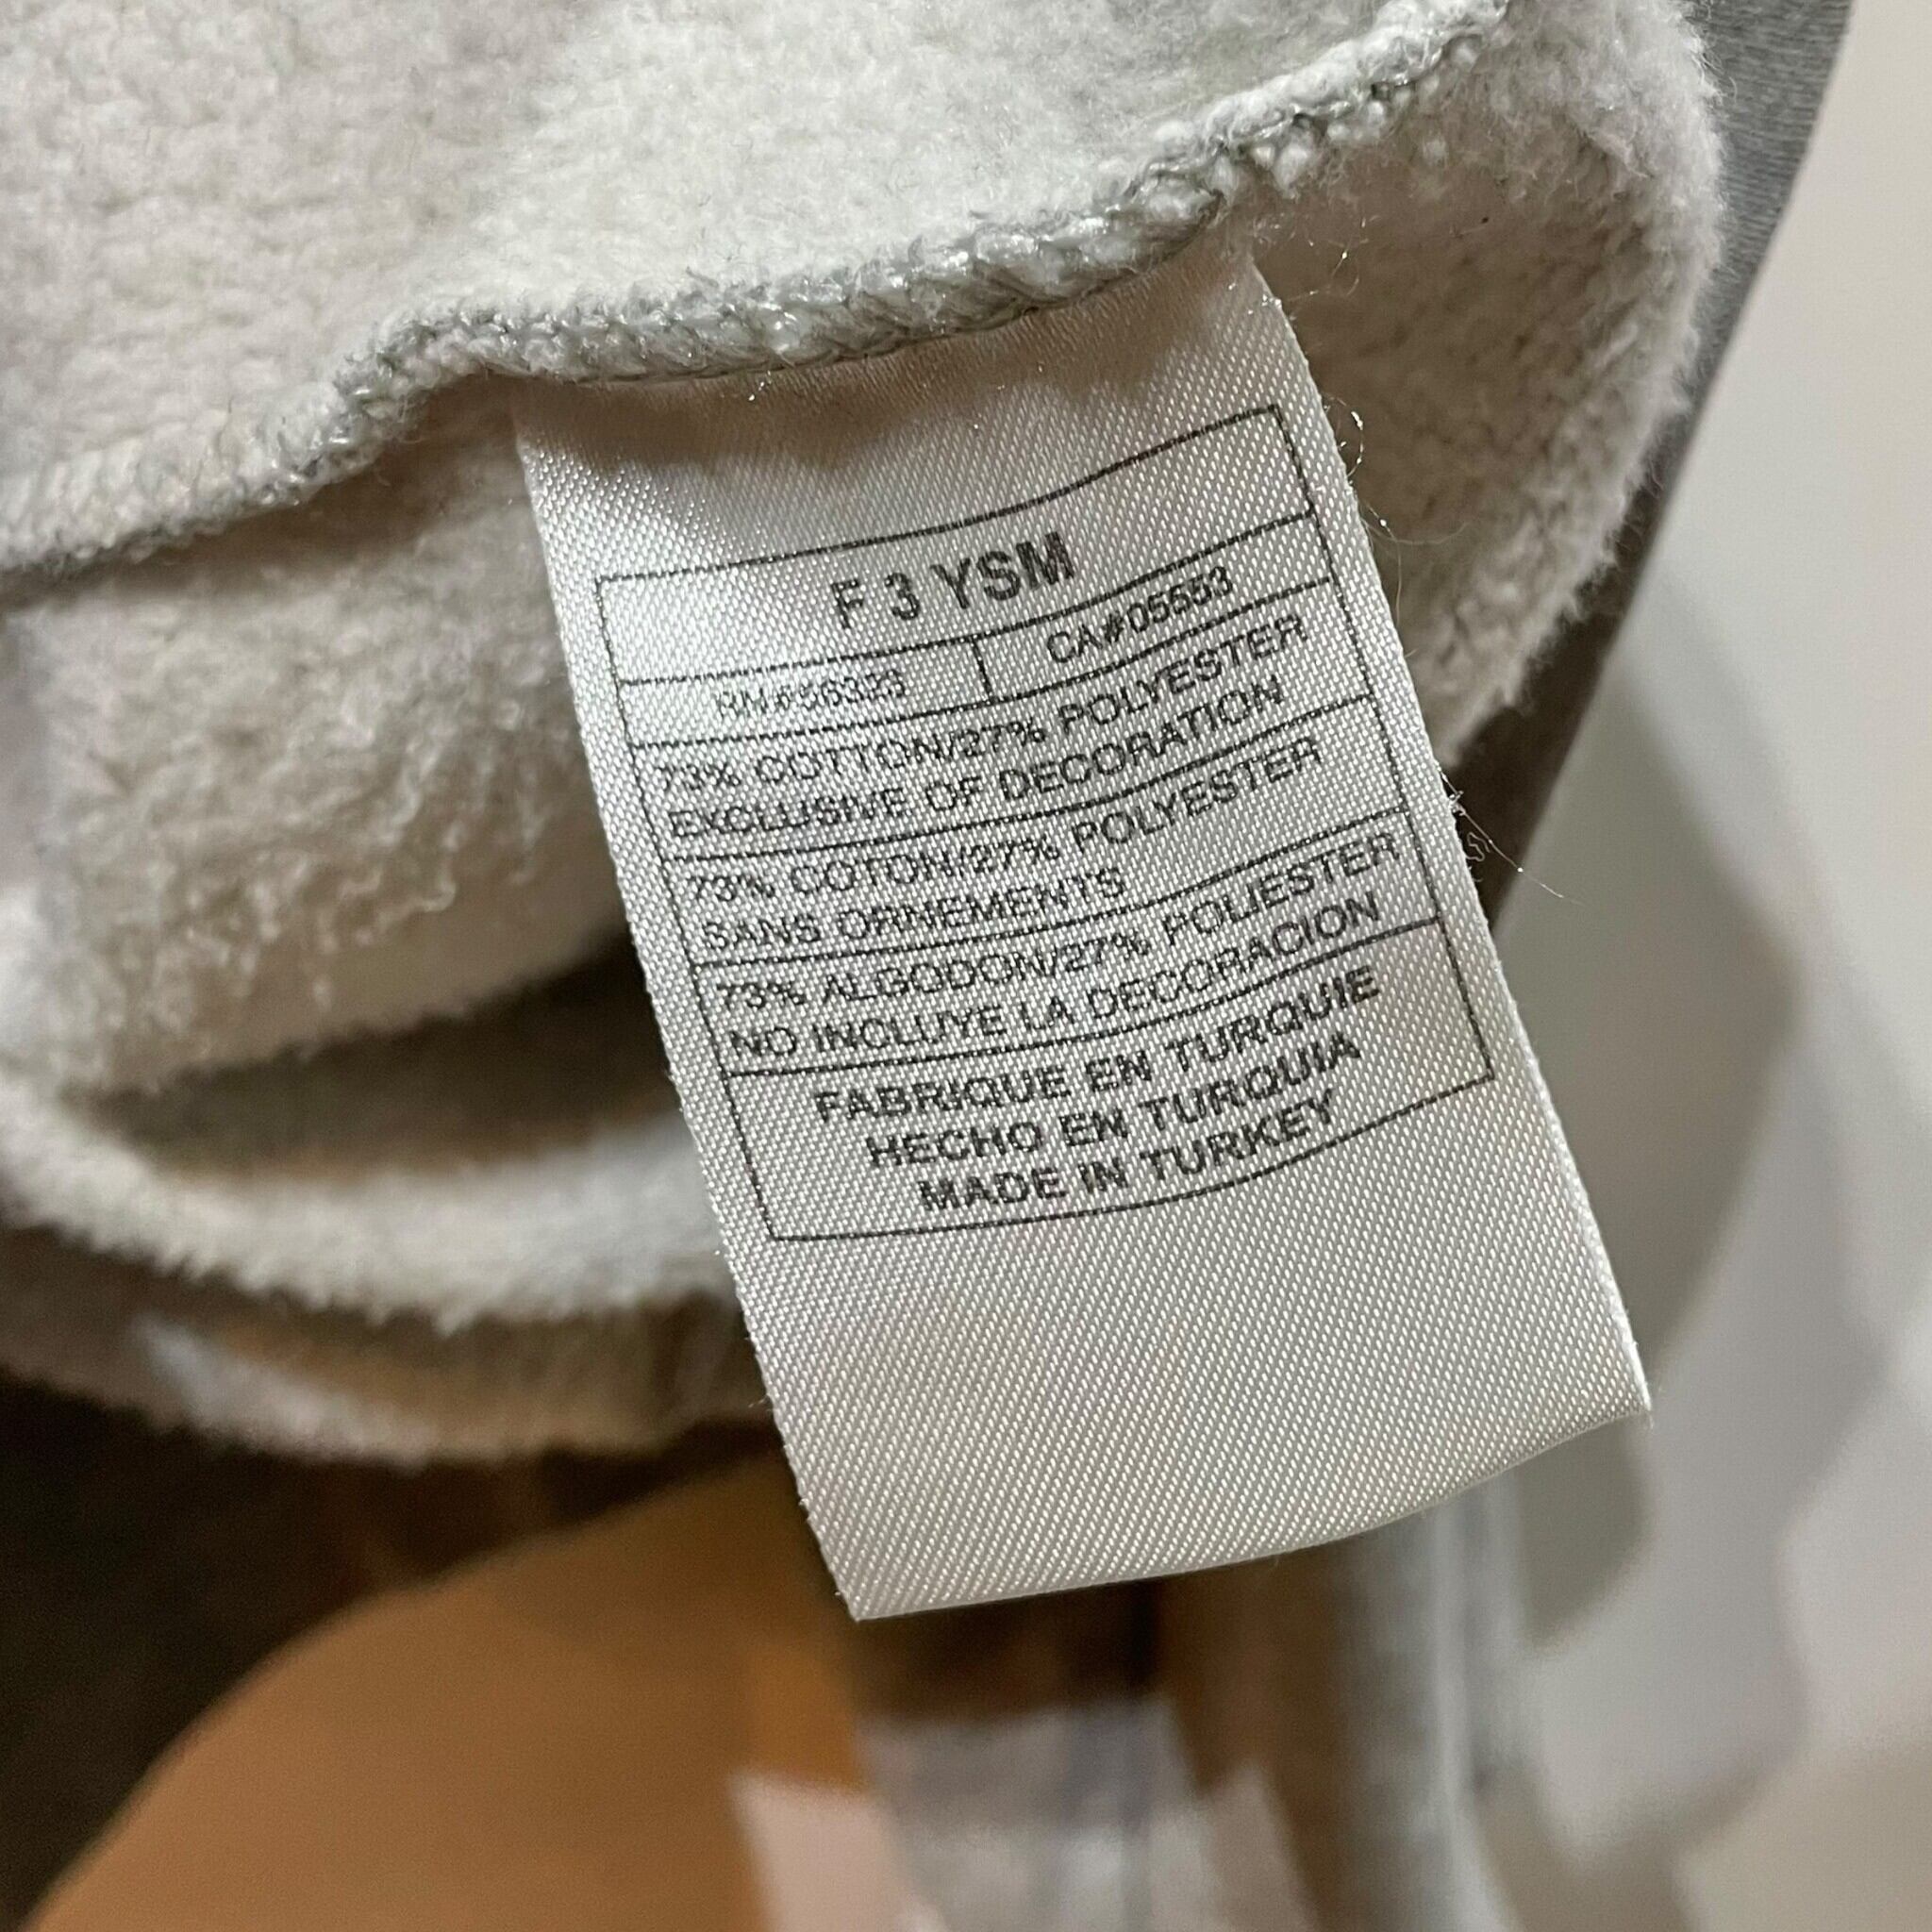 F 3 YSM
RN#56323 CA#05553
73% COTTON/27% POLYESTER
EXCLUSIVE OF DECORATION
73% COTON/27% POLYESTER
SANS ORNEMENTS
73% ALGODON/27% POLIESTER
NO INCLUYE LA DECORACION
FABRIQUE EN TURQUIE
HECHO EN TURQUIA
MADE IN TURKEY